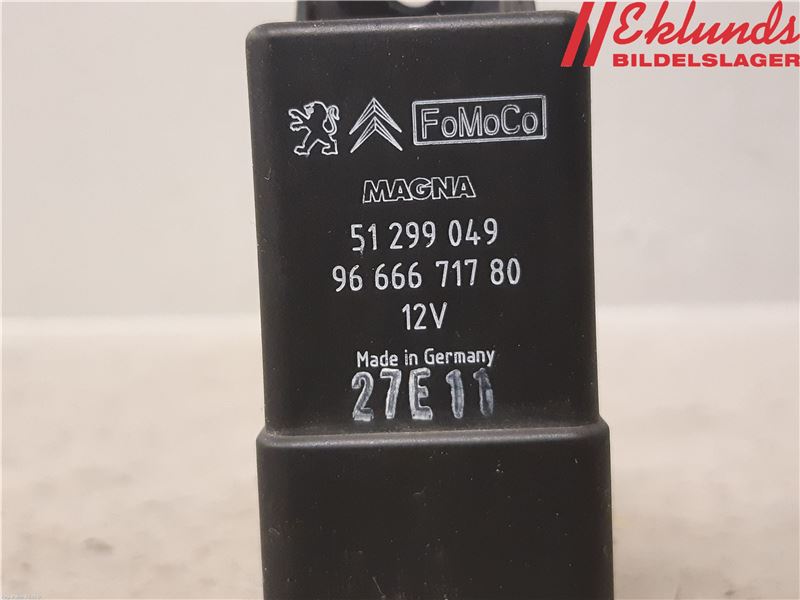 Eklunds
BILDELSLAGER
FoMoCo
MAGNA
51 299 049
96 666 717 80
12V
Made in Germany
27E11